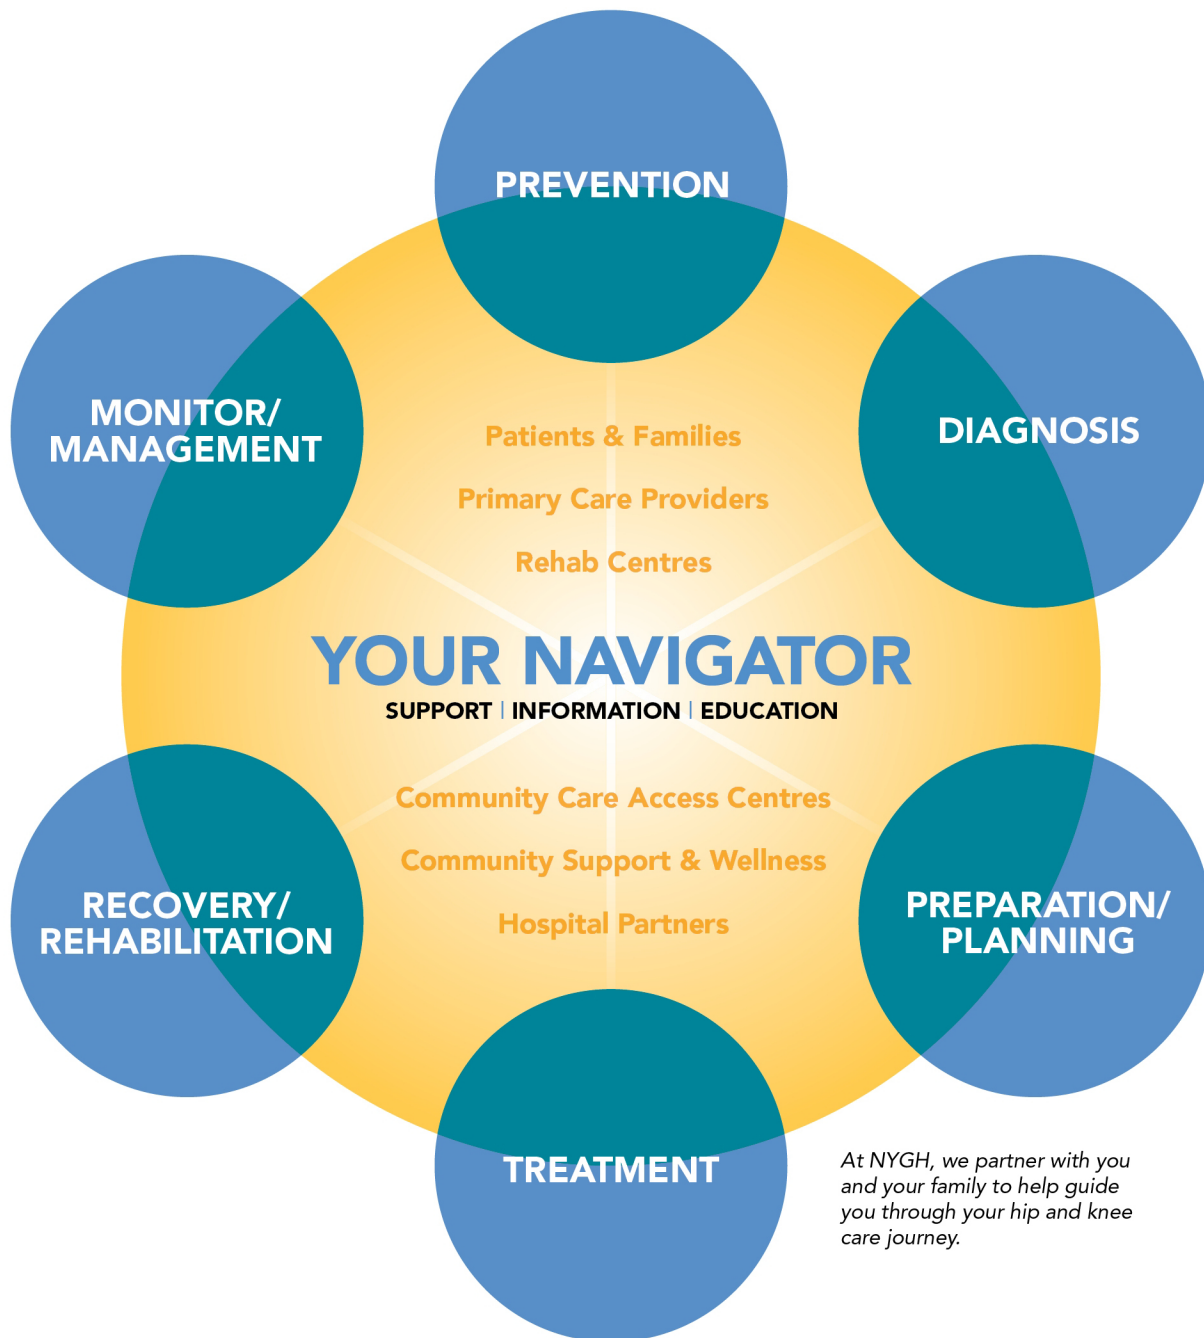 PREVENTION
MONITOR/
MANAGEMENT
DIAGNOSIS
Patients & Families
Primary Care Providers
Rehab Centres
YOUR NAVIGATOR
SUPPORT | INFORMATION | EDUCATION
Community Care Access Centres
Community Support & Wellness
Hospital Partners
RECOVERY/
REHABILITATION
PREPARATION/
PLANNING
TREATMENT
At NYGH, we partner with you
and your family to help guide
you through your hip and knee
care journey.